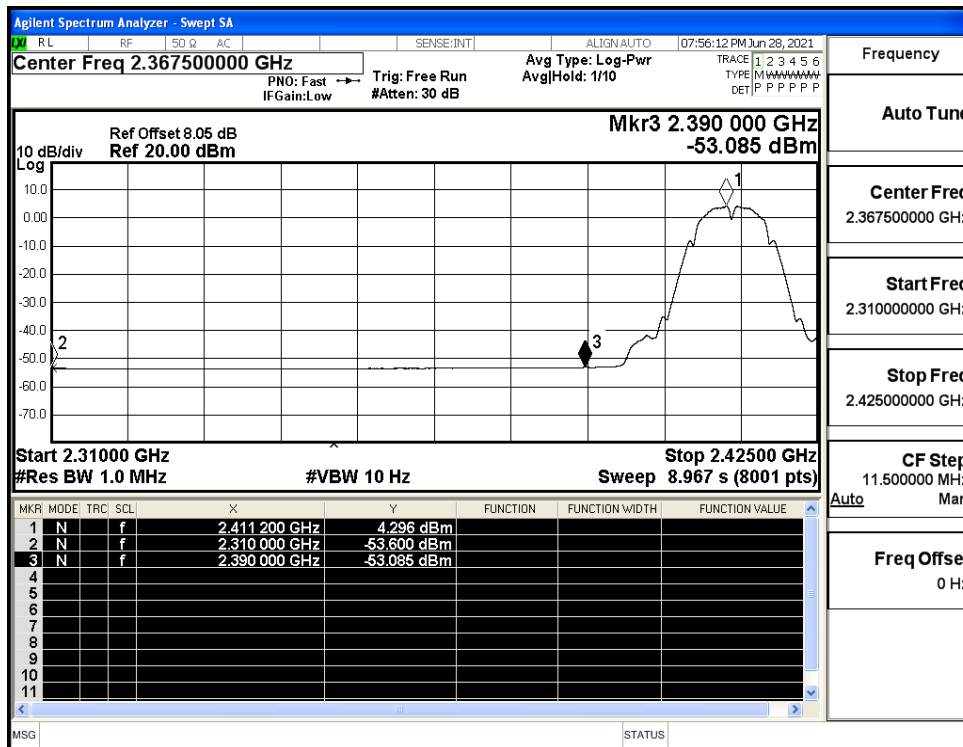 Agilent Spectrum Analyzer - Swept SA
LXI RL RF 50 Ω AC SENSE:INT ALIGN AUTO 07:56:12 PM Jun 28, 2021
Center Freq 2.367500000 GHz
PNO: Fast
IFGain:Low
Trig: Free Run
#Atten: 30 dB
Avg Type: Log-Pwr
Avg|Hold: 1/10
TRACE 1 2 3 4 5 6
TYPE M WWWWW
DET P P P P P P
Ref Offset 8.05 dB
10 dB/div Ref 20.00 dBm
Log
Mkr3 2.390 000 GHz
-53.085 dBm
10.0
0.00
-10.0
-20.0
-30.0
-40.0
-50.0
-60.0
-70.0
1
2
3
Start 2.31000 GHz Stop 2.42500 GHz
#Res BW 1.0 MHz #VBW 10 Hz Sweep 8.967 s (8001 pts)
MKR MODE TRC SCL X Y FUNCTION FUNCTION WIDTH FUNCTION VALUE
1 N f 2.411 200 GHz 4.296 dBm
2 N f 2.310 000 GHz -53.600 dBm
3 N f 2.390 000 GHz -53.085 dBm
4
5
6
7
8
9
10
11
MSG STATUS
Frequency
Auto Tune
Center Freq
2.367500000 GHz
Start Freq
2.310000000 GHz
Stop Freq
2.425000000 GHz
CF Step
11.500000 MHz
Auto Man
Freq Offset
0 Hz